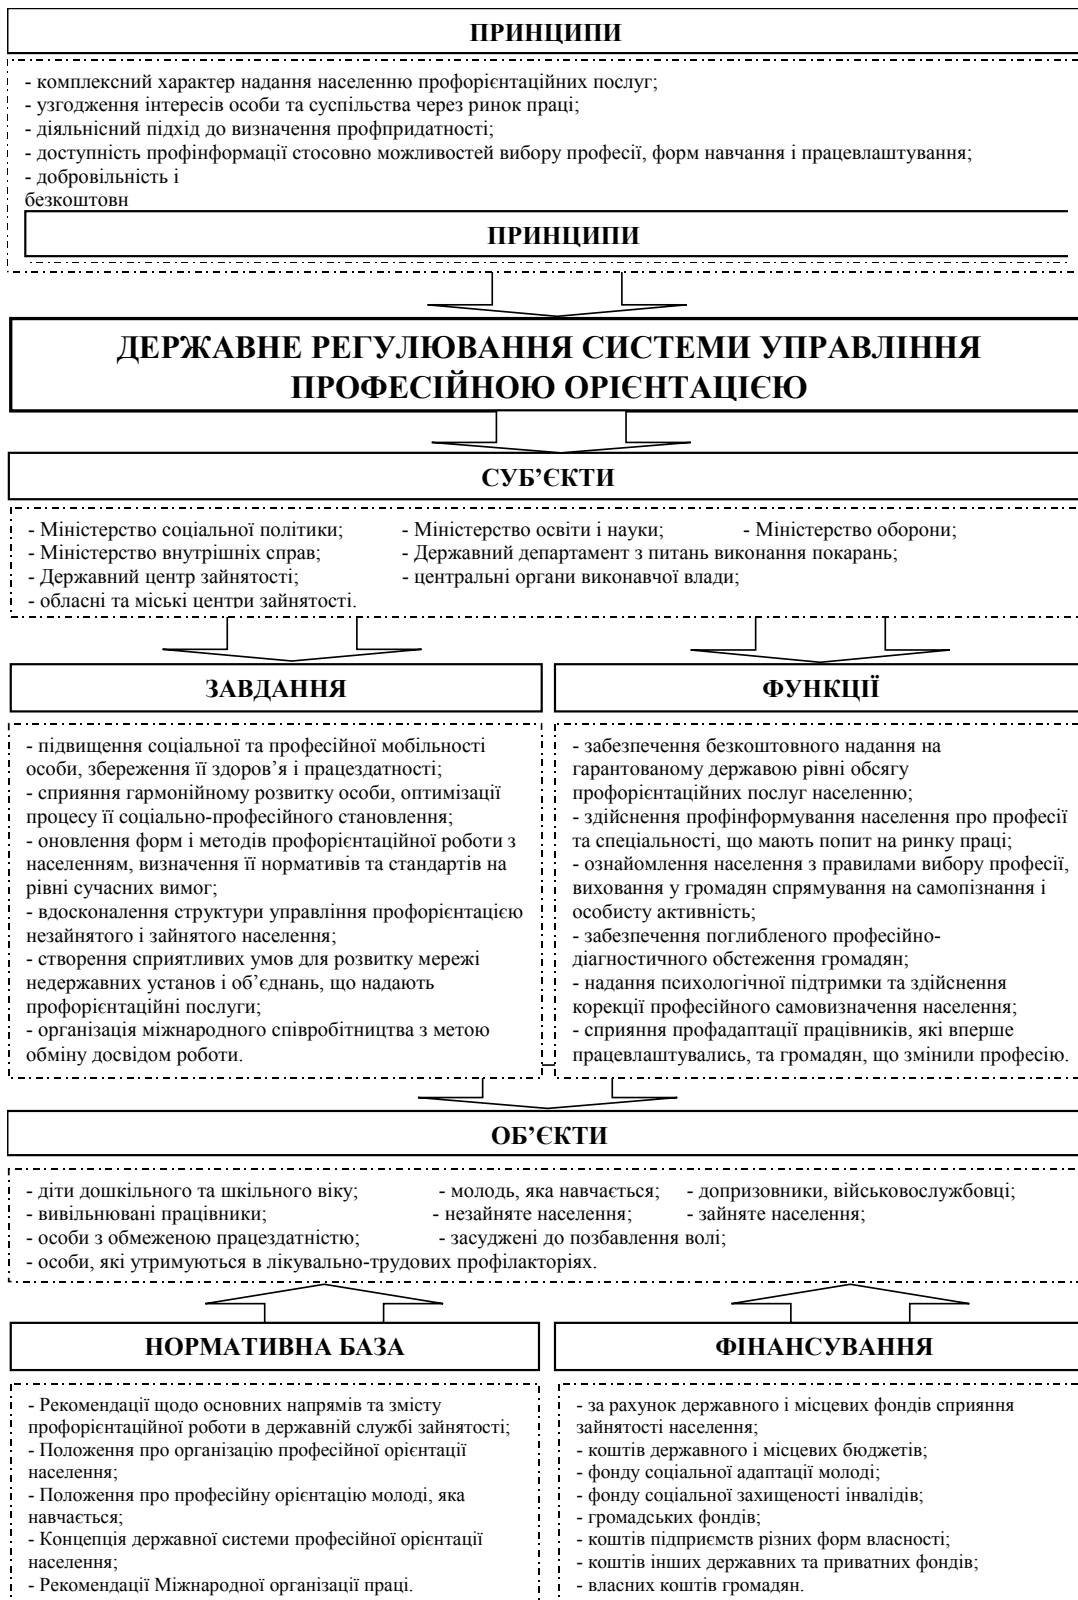 ПРИНЦИПИ
- комплексний характер надання населенню профорієнтаційних послуг;
- узгодження інтересів особи та суспільства через ринок праці;
- діяльнісний підхід до визначення профпридатності;
- доступність профінформації стосовно можливостей вибору професії, форм навчання і працевлаштування;
- добровільність і
безкоштовн
ПРИНЦИПИ
ДЕРЖАВНЕ РЕГУЛЮВАННЯ СИСТЕМИ УПРАВЛІННЯ
ПРОФЕСІЙНОЮ ОРІЄНТАЦІЄЮ
СУБ’ЄКТИ
- Міністерство соціальної політики; - Міністерство освіти і науки; - Міністерство оборони;
- Міністерство внутрішніх справ; - Державний департамент з питань виконання покарань;
- Державний центр зайнятості; - центральні органи виконавчої влади;
- обласні та міські центри зайнятості.
ЗАВДАННЯ
- підвищення соціальної та професійної мобільності
особи, збереження її здоров’я і працездатності;
- сприяння гармонійному розвитку особи, оптимізації
процесу її соціально-професійного становлення;
- оновлення форм і методів профорієнтаційної роботи з
населенням, визначення її нормативів та стандартів на
рівні сучасних вимог;
- вдосконалення структури управління профорієнтацією
незайнятого і зайнятого населення;
- створення сприятливих умов для розвитку мережі
недержавних установ і об’єднань, що надають
профорієнтаційні послуги;
- організація міжнародного співробітництва з метою
обміну досвідом роботи.
ФУНКЦІЇ
- забезпечення безкоштовного надання на
гарантованому державою рівні обсягу
профорієнтаційних послуг населенню;
- здійснення профінформування населення про професії
та спеціальності, що мають попит на ринку праці;
- ознайомлення населення з правилами вибору професії,
виховання у громадян спрямування на самопізнання і
особисту активність;
- забезпечення поглибленого професійно-
діагностичного обстеження громадян;
- надання психологічної підтримки та здійснення
корекції професійного самовизначення населення;
- сприяння профадаптації працівників, які вперше
працевлаштувались, та громадян, що змінили професію.
ОБ’ЄКТИ
- діти дошкільного та шкільного віку; - молодь, яка навчається; - допризовники, військовослужбовці;
- вивільнювані працівники; - незайняте населення; - зайняте населення;
- особи з обмеженою працездатністю; - засуджені до позбавлення волі;
- особи, які утримуються в лікувально-трудових профілакторіях.
НОРМАТИВНА БАЗА
- Рекомендації щодо основних напрямів та змісту
профорієнтаційної роботи в державній службі зайнятості;
- Положення про організацію професійної орієнтації
населення;
- Положення про професійну орієнтацію молоді, яка
навчається;
- Концепція державної системи професійної орієнтації
населення;
- Рекомендації Міжнародної організації праці.
ФІНАНСУВАННЯ
- за рахунок державного і місцевих фондів сприяння
зайнятості населення;
- коштів державного і місцевих бюджетів;
- фонду соціальної адаптації молоді;
- фонду соціальної захищеності інвалідів;
- громадських фондів;
- коштів підприємств різних форм власності;
- коштів інших державних та приватних фондів;
- власних коштів громадян.